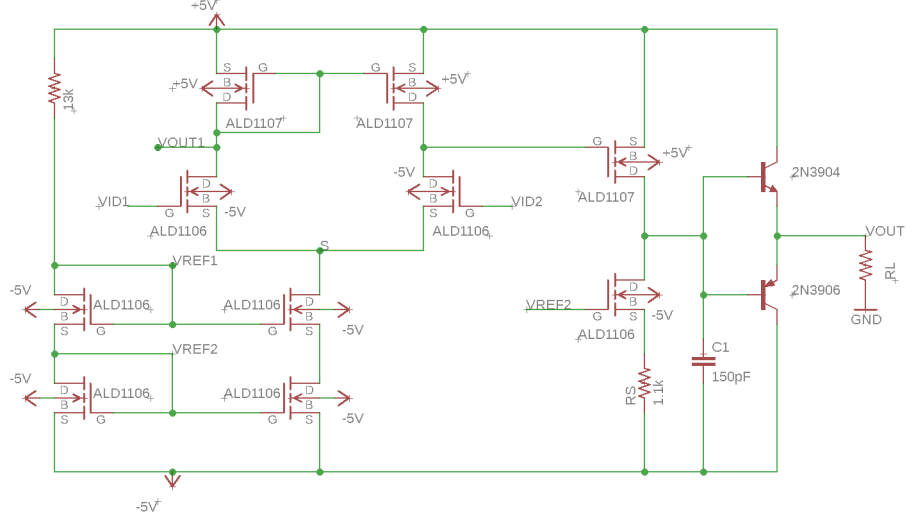 +5V
S G
+5V B
D
ALD1107
G S
B +5V
D
ALD1107
13k
VOUT1
G S
B +5V
D
ALD1107
2N3904
VID1
D
B
G S
-5V
ALD1106
-5V
D
B
S G
VID2
ALD1106
S
VREF1
VOUT
RL
GND
-5V
D
B
S G
ALD1106
ALD1106
D
B
G S
-5V
VREF2
D
B
G S
-5V
ALD1106
2N3906
VREF2
-5V
D
B
S G
ALD1106
ALD1106
D
B
G S
-5V
RS
1.1k
C1
150pF
-5V